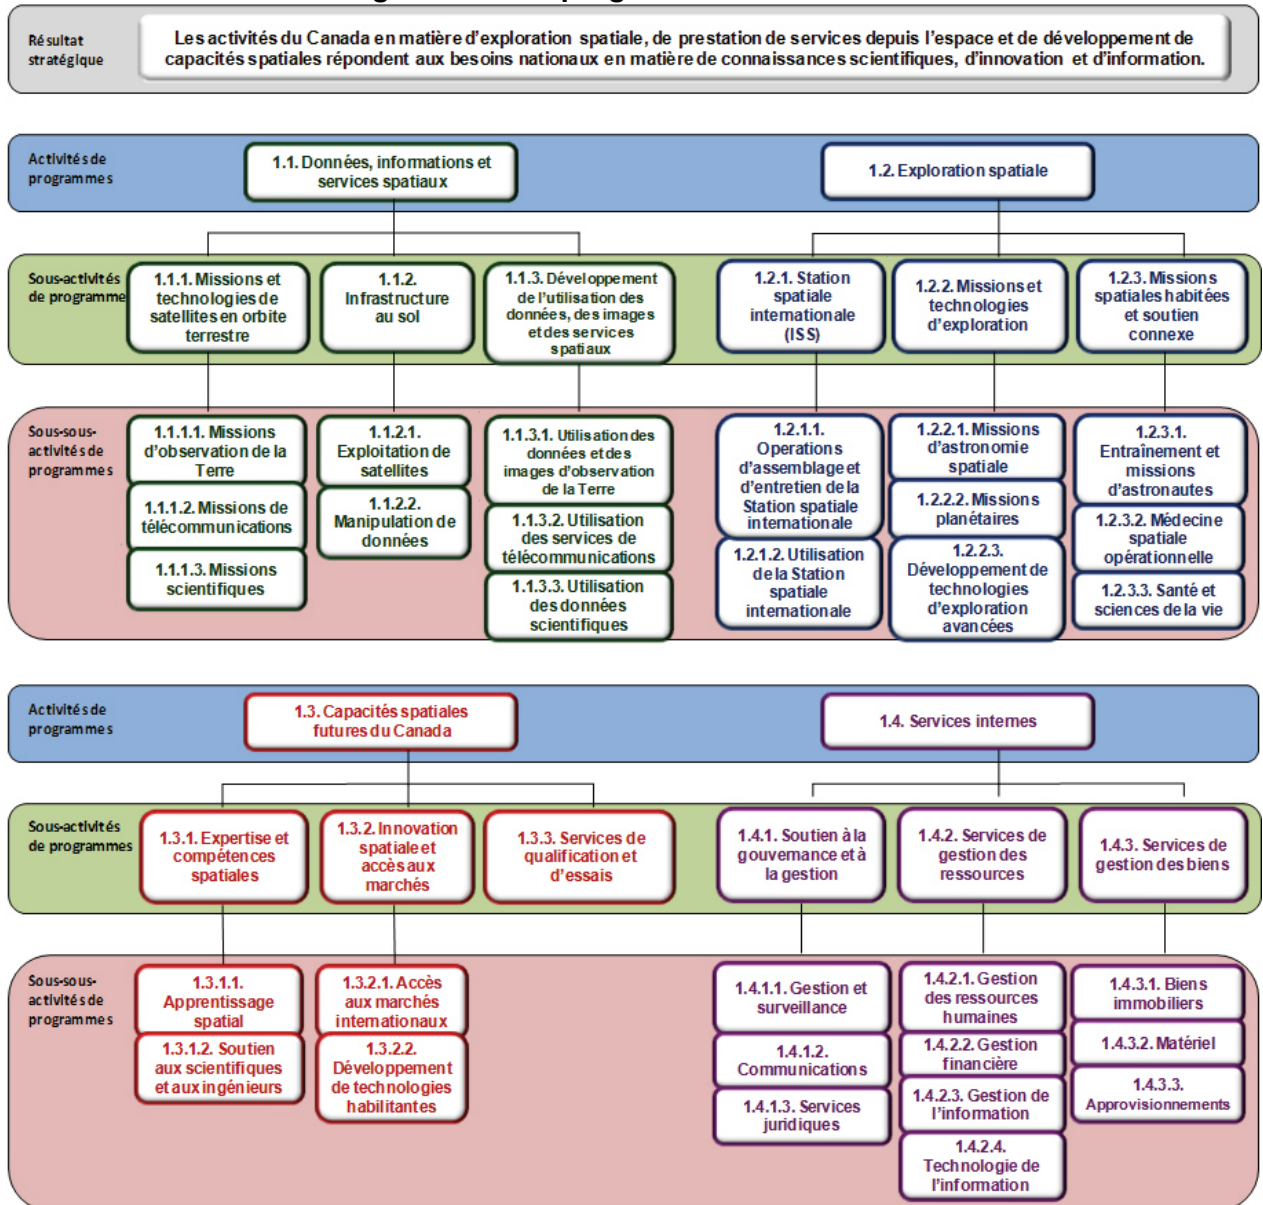 Résultat
stratégique
Les activités du Canada en matière d'exploration spatiale, de prestation de services depuis l'espace et de développement de
capacités spatiales répondent aux besoins nationaux en matière de connaissances scientifiques, d'innovation et d'information.
Activités de
programmes
1.1. Données, informations et
services spatiaux
1.2. Exploration spatiale
Sous-activités
de programme
1.1.1. Missions et
technologies de
satellites en orbite
terrestre
1.1.2.
Infrastructure
au sol
1.1.3. Développement
de l'utilisation des
données, des images
et des services
spatiaux
1.2.1. Station
spatiale
internationale
(ISS)
1.2.2. Missions et
technologies
d'exploration
1.2.3. Missions
spatiales habitées
et soutien
connexe
Sous-sous-
activités de
programmes
1.1.1.1. Missions
d'observation de la
Terre
1.1.1.2. Missions de
télécommunications
1.1.1.3. Missions
scientifiques
1.1.2.1.
Exploitation de
satellites
1.1.2.2.
Manipulation de
données
1.1.3.1. Utilisation des
données et des
images d'observation
de la Terre
1.1.3.2. Utilisation
des services de
télécommunications
1.1.3.3. Utilisation
des données
scientifiques
1.2.1.1.
Operations
d'assemblage et
d'entretien de la
Station spatiale
internationale
1.2.1.2. Utilisation
de la Station
spatiale
internationale
1.2.2.1. Missions
d'astronomie
spatiale
1.2.2.2. Missions
planétaires
1.2.2.3.
Développement de
technologies
d'exploration
avancées
1.2.3.1.
Entraînement et
missions
d'astronautes
1.2.3.2. Médecine
spatiale
opérationnelle
1.2.3.3. Santé et
sciences de la vie
Activités de
programmes
1.3. Capacités spatiales
futures du Canada
1.4. Services internes
Sous-activités
de programmes
1.3.1. Expertise et
compétences
spatiales
1.3.2. Innovation
spatiale et
accès aux
marchés
1.3.3. Services de
qualification et
d'essais
1.4.1. Soutien à la
gouvernance et à
la gestion
1.4.2. Services de
gestion des
ressources
1.4.3. Services de
gestion des biens
Sous-sous-
activités de
programmes
1.3.1.1.
Apprentissage
spatial
1.3.1.2. Soutien
aux scientifiques
et aux ingénieurs
1.3.2.1. Accès
aux marchés
internationaux
1.3.2.2.
Développement
de technologies
habilitantes
1.4.1.1. Gestion et
surveillance
1.4.1.2.
Communications
1.4.1.3. Services
juridiques
1.4.2.1. Gestion
des ressources
humaines
1.4.2.2. Gestion
financière
1.4.2.3. Gestion de
l'information
1.4.2.4.
Technologie de
l'information
1.4.3.1. Biens
immobiliers
1.4.3.2. Matériel
1.4.3.3.
Approvisionnements